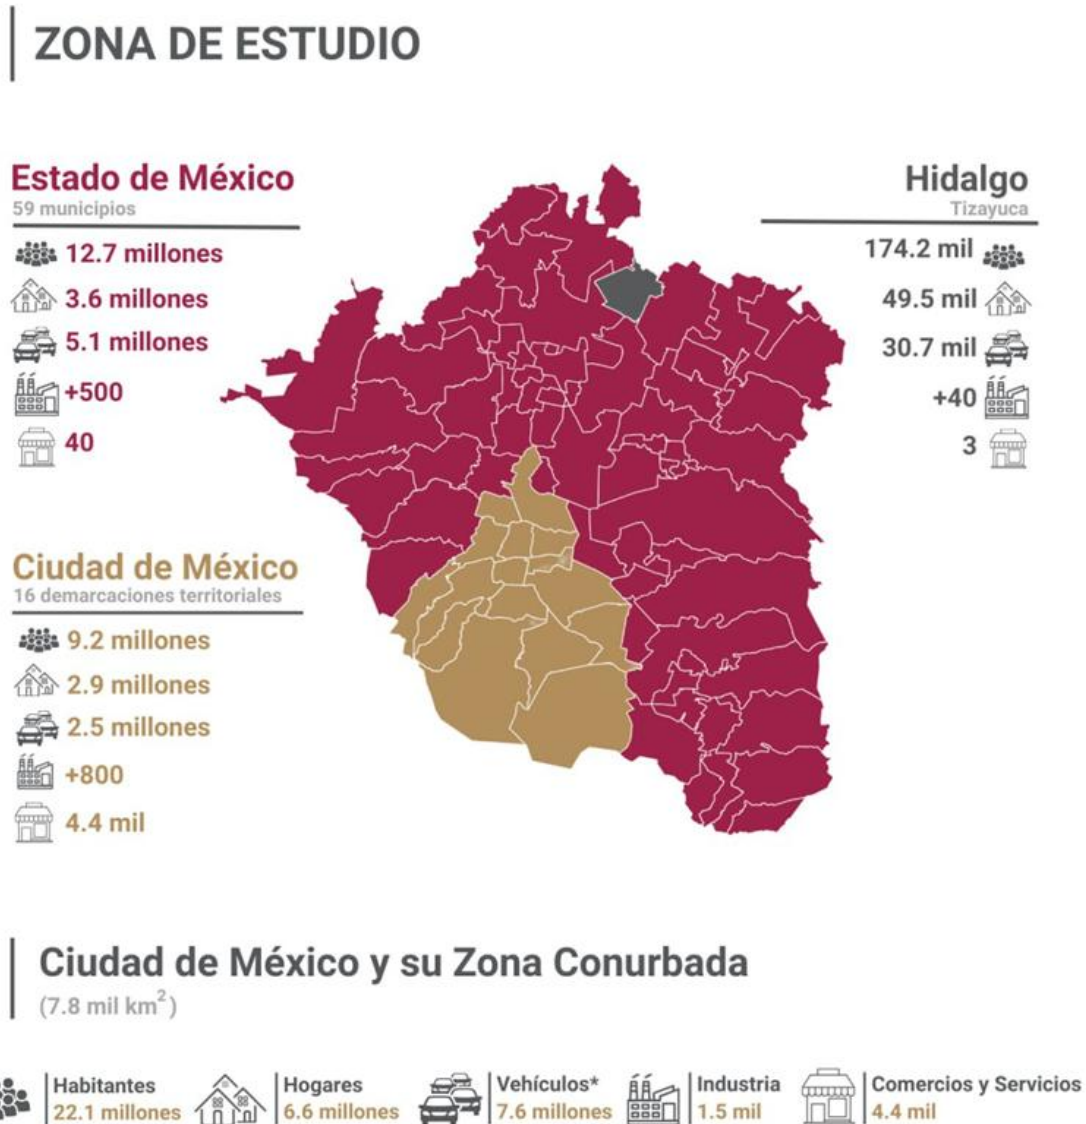 ZONA DE ESTUDIO
Estado de México
59 municipios
12.7 millones
3.6 millones
5.1 millones
+500
40
Hidalgo
Tizayuca
174.2 mil
49.5 mil
30.7 mil
+40
3
Ciudad de México
16 demarcaciones territoriales
9.2 millones
2.9 millones
2.5 millones
+800
4.4 mil
Ciudad de México y su Zona Conurbada
(7.8 mil km²)
Habitantes
22.1 millones
Hogares
6.6 millones
Vehículos*
7.6 millones
Industria
1.5 mil
Comercios y Servicios
4.4 mil